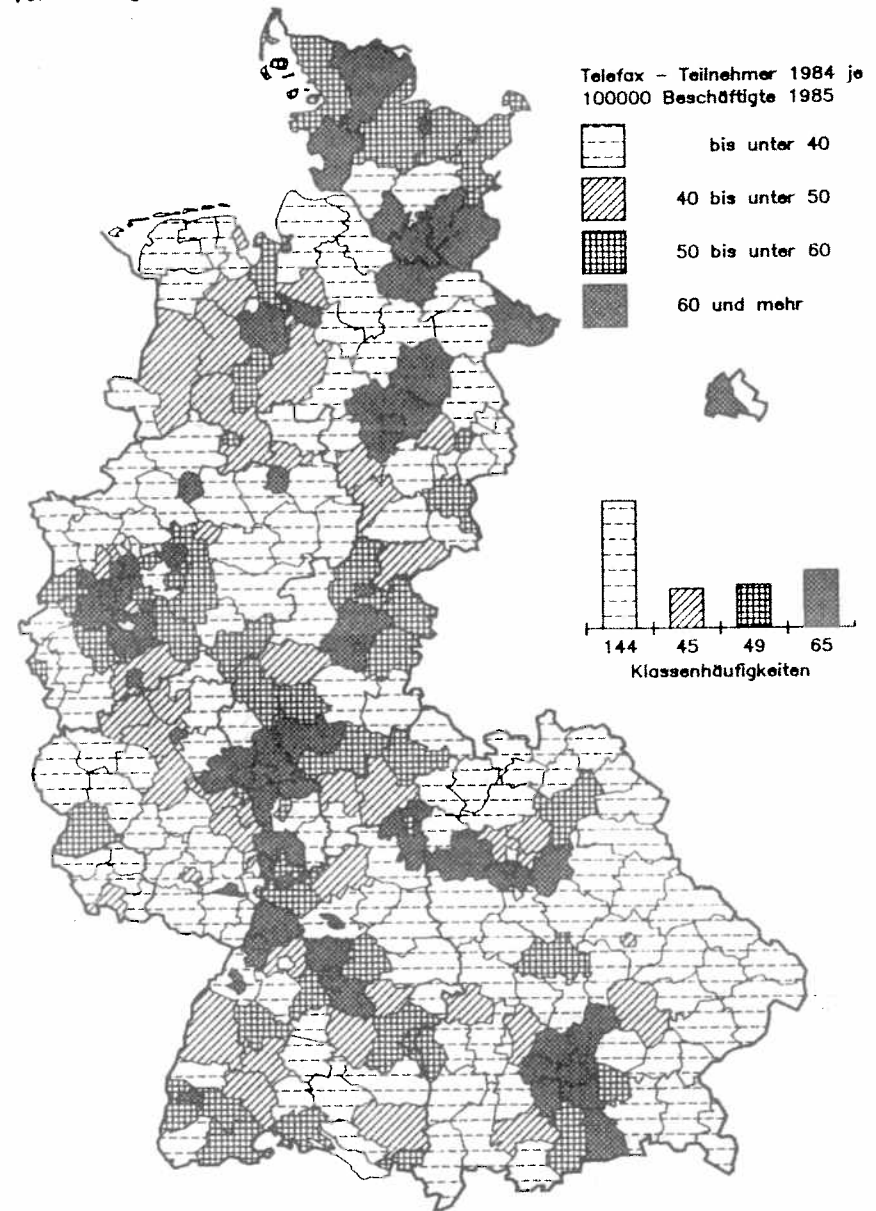 Telefax - Teilnehmer 1984 je
100000 Beschäftigte 1985
bis unter 40
40 bis unter 50
50 bis unter 60
60 und mehr
144 45 49 65
Klassenhäufigkeiten